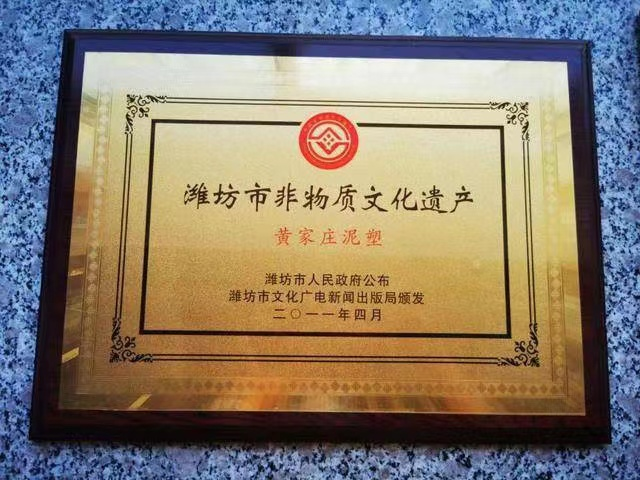 潍坊市非物质文化遗产
黄家庄泥塑
潍坊市人民政府公布
潍坊市文化广电新闻出版局颁发
二〇一一年四月